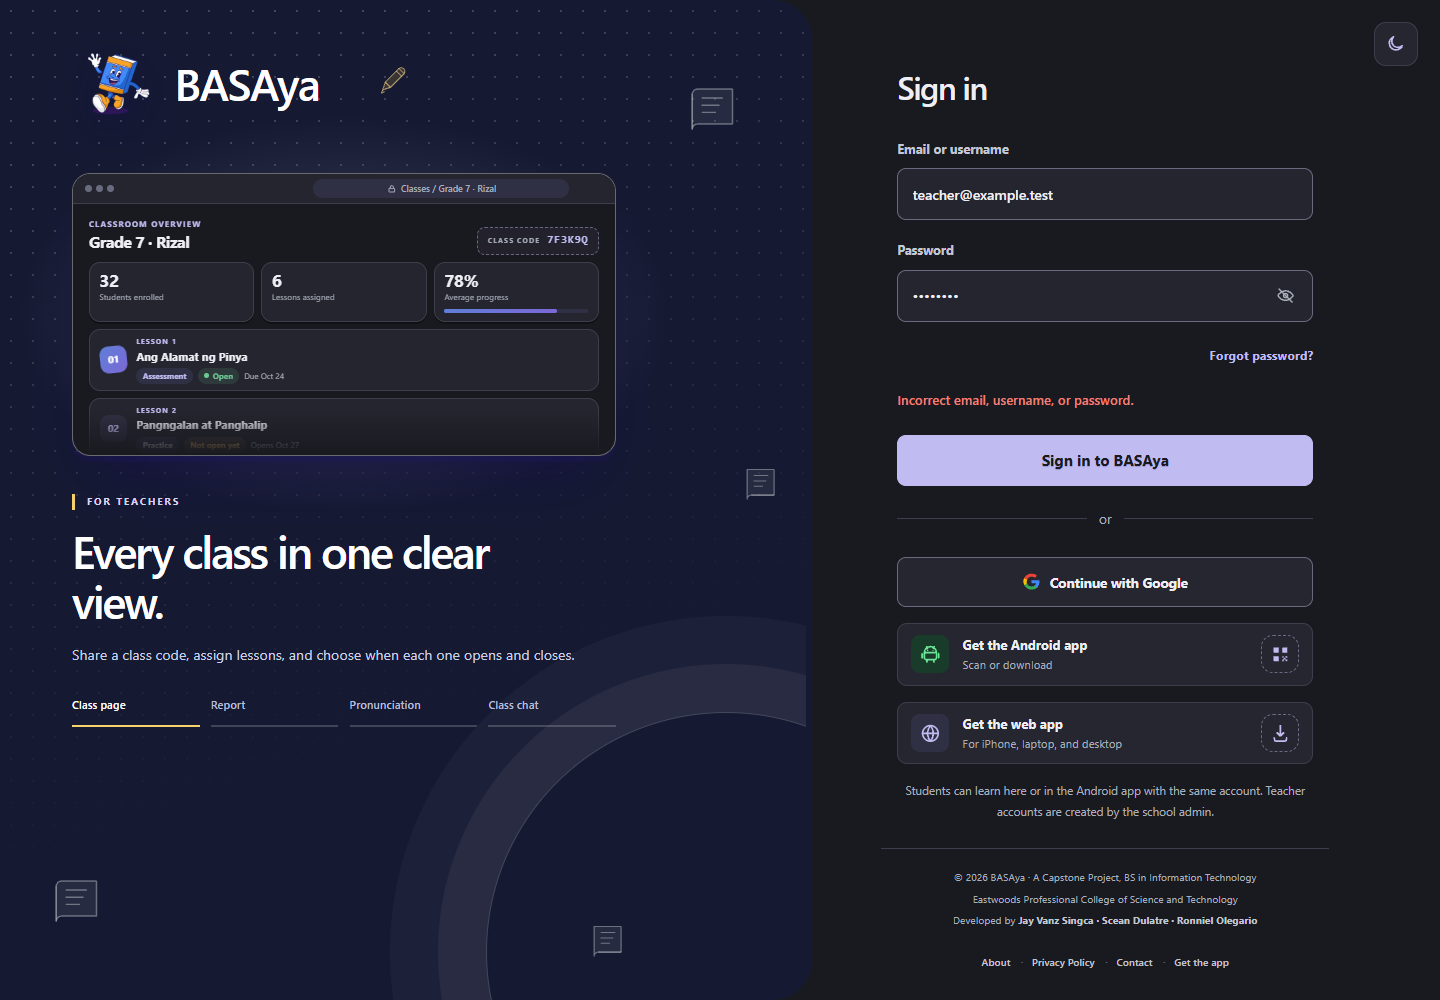 BASAya
Classes / Grade 7 · Rizal
CLASSROOM OVERVIEW
Grade 7 · Rizal
CLASS CODE 7F3K9Q
32
Students enrolled
6
Lessons assigned
78%
Average progress
01
LESSON 1
Ang Alamat ng Pinya
Assessment
Open
Due Oct 24
02
LESSON 2
Pangngalan at Panghalip
Practice
Not open yet
Opens Oct 27
FOR TEACHERS
Every class in one clear
view.
Share a class code, assign lessons, and choose when each one opens and closes.
Class page
Report
Pronunciation
Class chat
Sign in
Email or username
teacher@example.test
Password
••••••••
Forgot password?
Incorrect email, username, or password.
Sign in to BASAya
or
Continue with Google
Get the Android app
Scan or download
Get the web app
For iPhone, laptop, and desktop
Students can learn here or in the Android app with the same account. Teacher
accounts are created by the school admin.
© 2026 BASAya · A Capstone Project, BS in Information Technology
Eastwoods Professional College of Science and Technology
Developed by Jay Vanz Singca • Scean Dulatre • Ronniel Olegario
About · Privacy Policy · Contact · Get the app